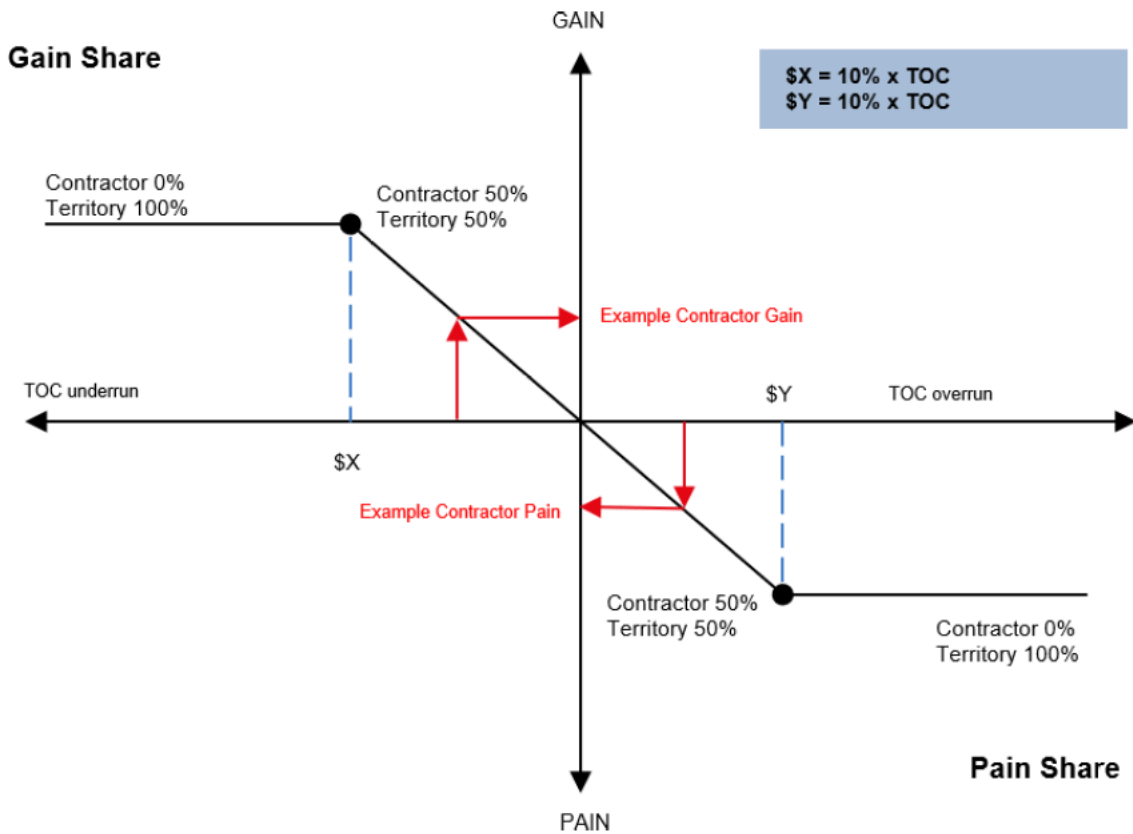 GAIN
Gain Share
$X = 10% x TOC
$Y = 10% x TOC
Contractor 0%
Territory 100%
Contractor 50%
Territory 50%
Example Contractor Gain
TOC underrun
$Y
TOC overrun
$X
Example Contractor Pain
Contractor 50%
Territory 50%
Contractor 0%
Territory 100%
Pain Share
PAIN